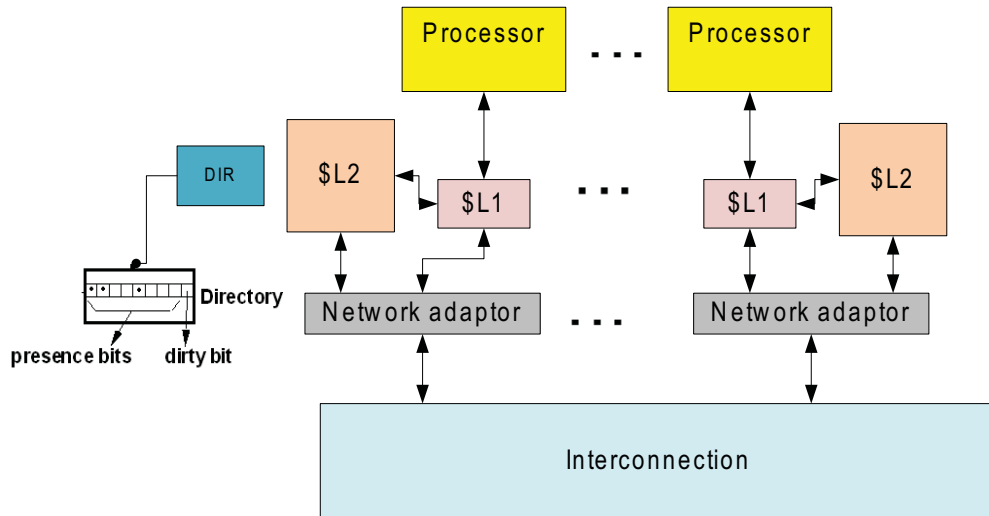 Processor
Processor
DIR
$L2
$L1
$L1
$L2
Directory
Network adaptor
Network adaptor
presence bits
dirty bit
Interconnection